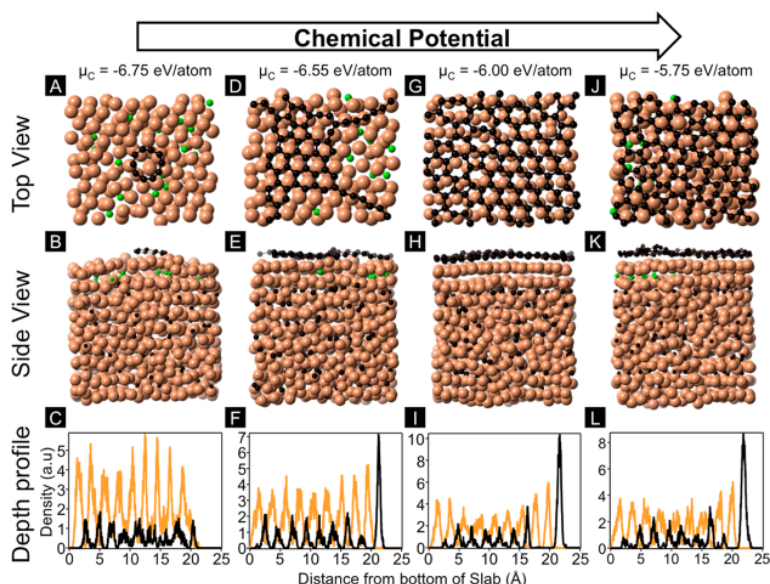 Chemical Potential
μC = -6.75 eV/atom μC = -6.55 eV/atom μC = -6.00 eV/atom μC = -5.75 eV/atom
A D G J
Top View
B E H K
Side View
C F I L
Depth profile
Density (a.u)
6 5 4 3 2 1 0
7 6 5 4 3 2 1 0
10 8 6 4 2 0
8 6 4 2 0
0 5 10 15 20 25 0 5 10 15 20 25 0 5 10 15 20 25 0 5 10 15 20 25
Distance from bottom of Slab (Å)